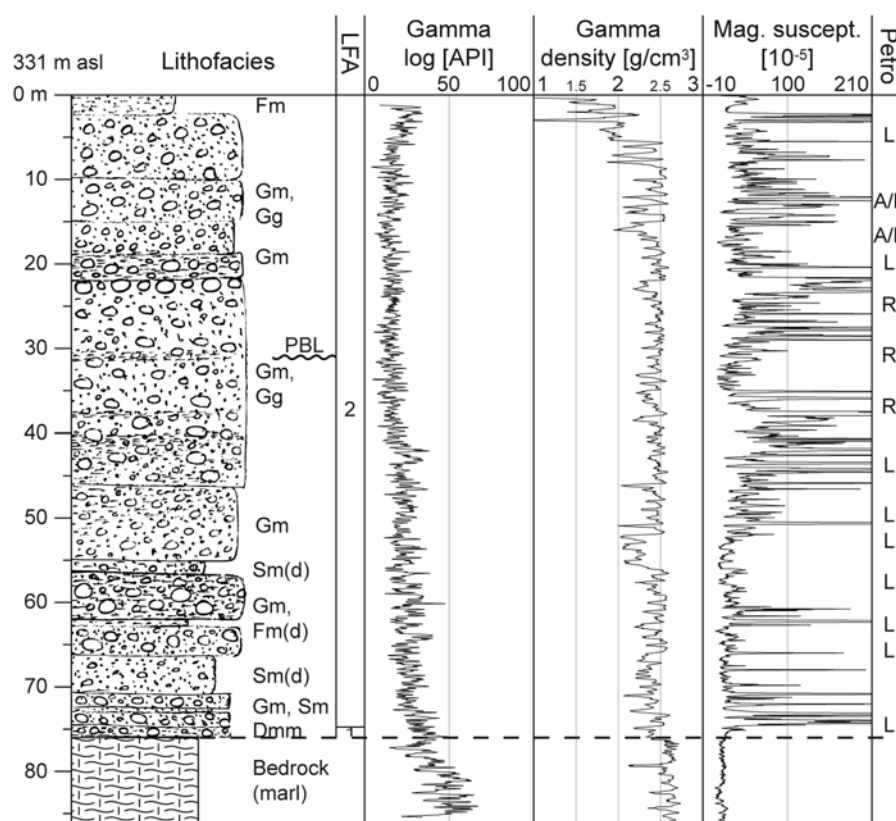 331 m asl Lithofacies LFA Gamma log [API] Gamma density [g/cm³] Mag. suscept. [10⁻⁵] Petro
0 50 100 1 1.5 2 2.5 3 -10 100 210
0 m Fm
L
10 Gm, Gg A/
A/
20 Gm L
R
30 PBL R
Gm, Gg
R
2
40
L
50 Gm L
L
Sm(d)
L
60 Gm,
Fm(d) L
L
Sm(d)
70
Gm, Sm
Dmm 1 L
80 Bedrock
(marl)